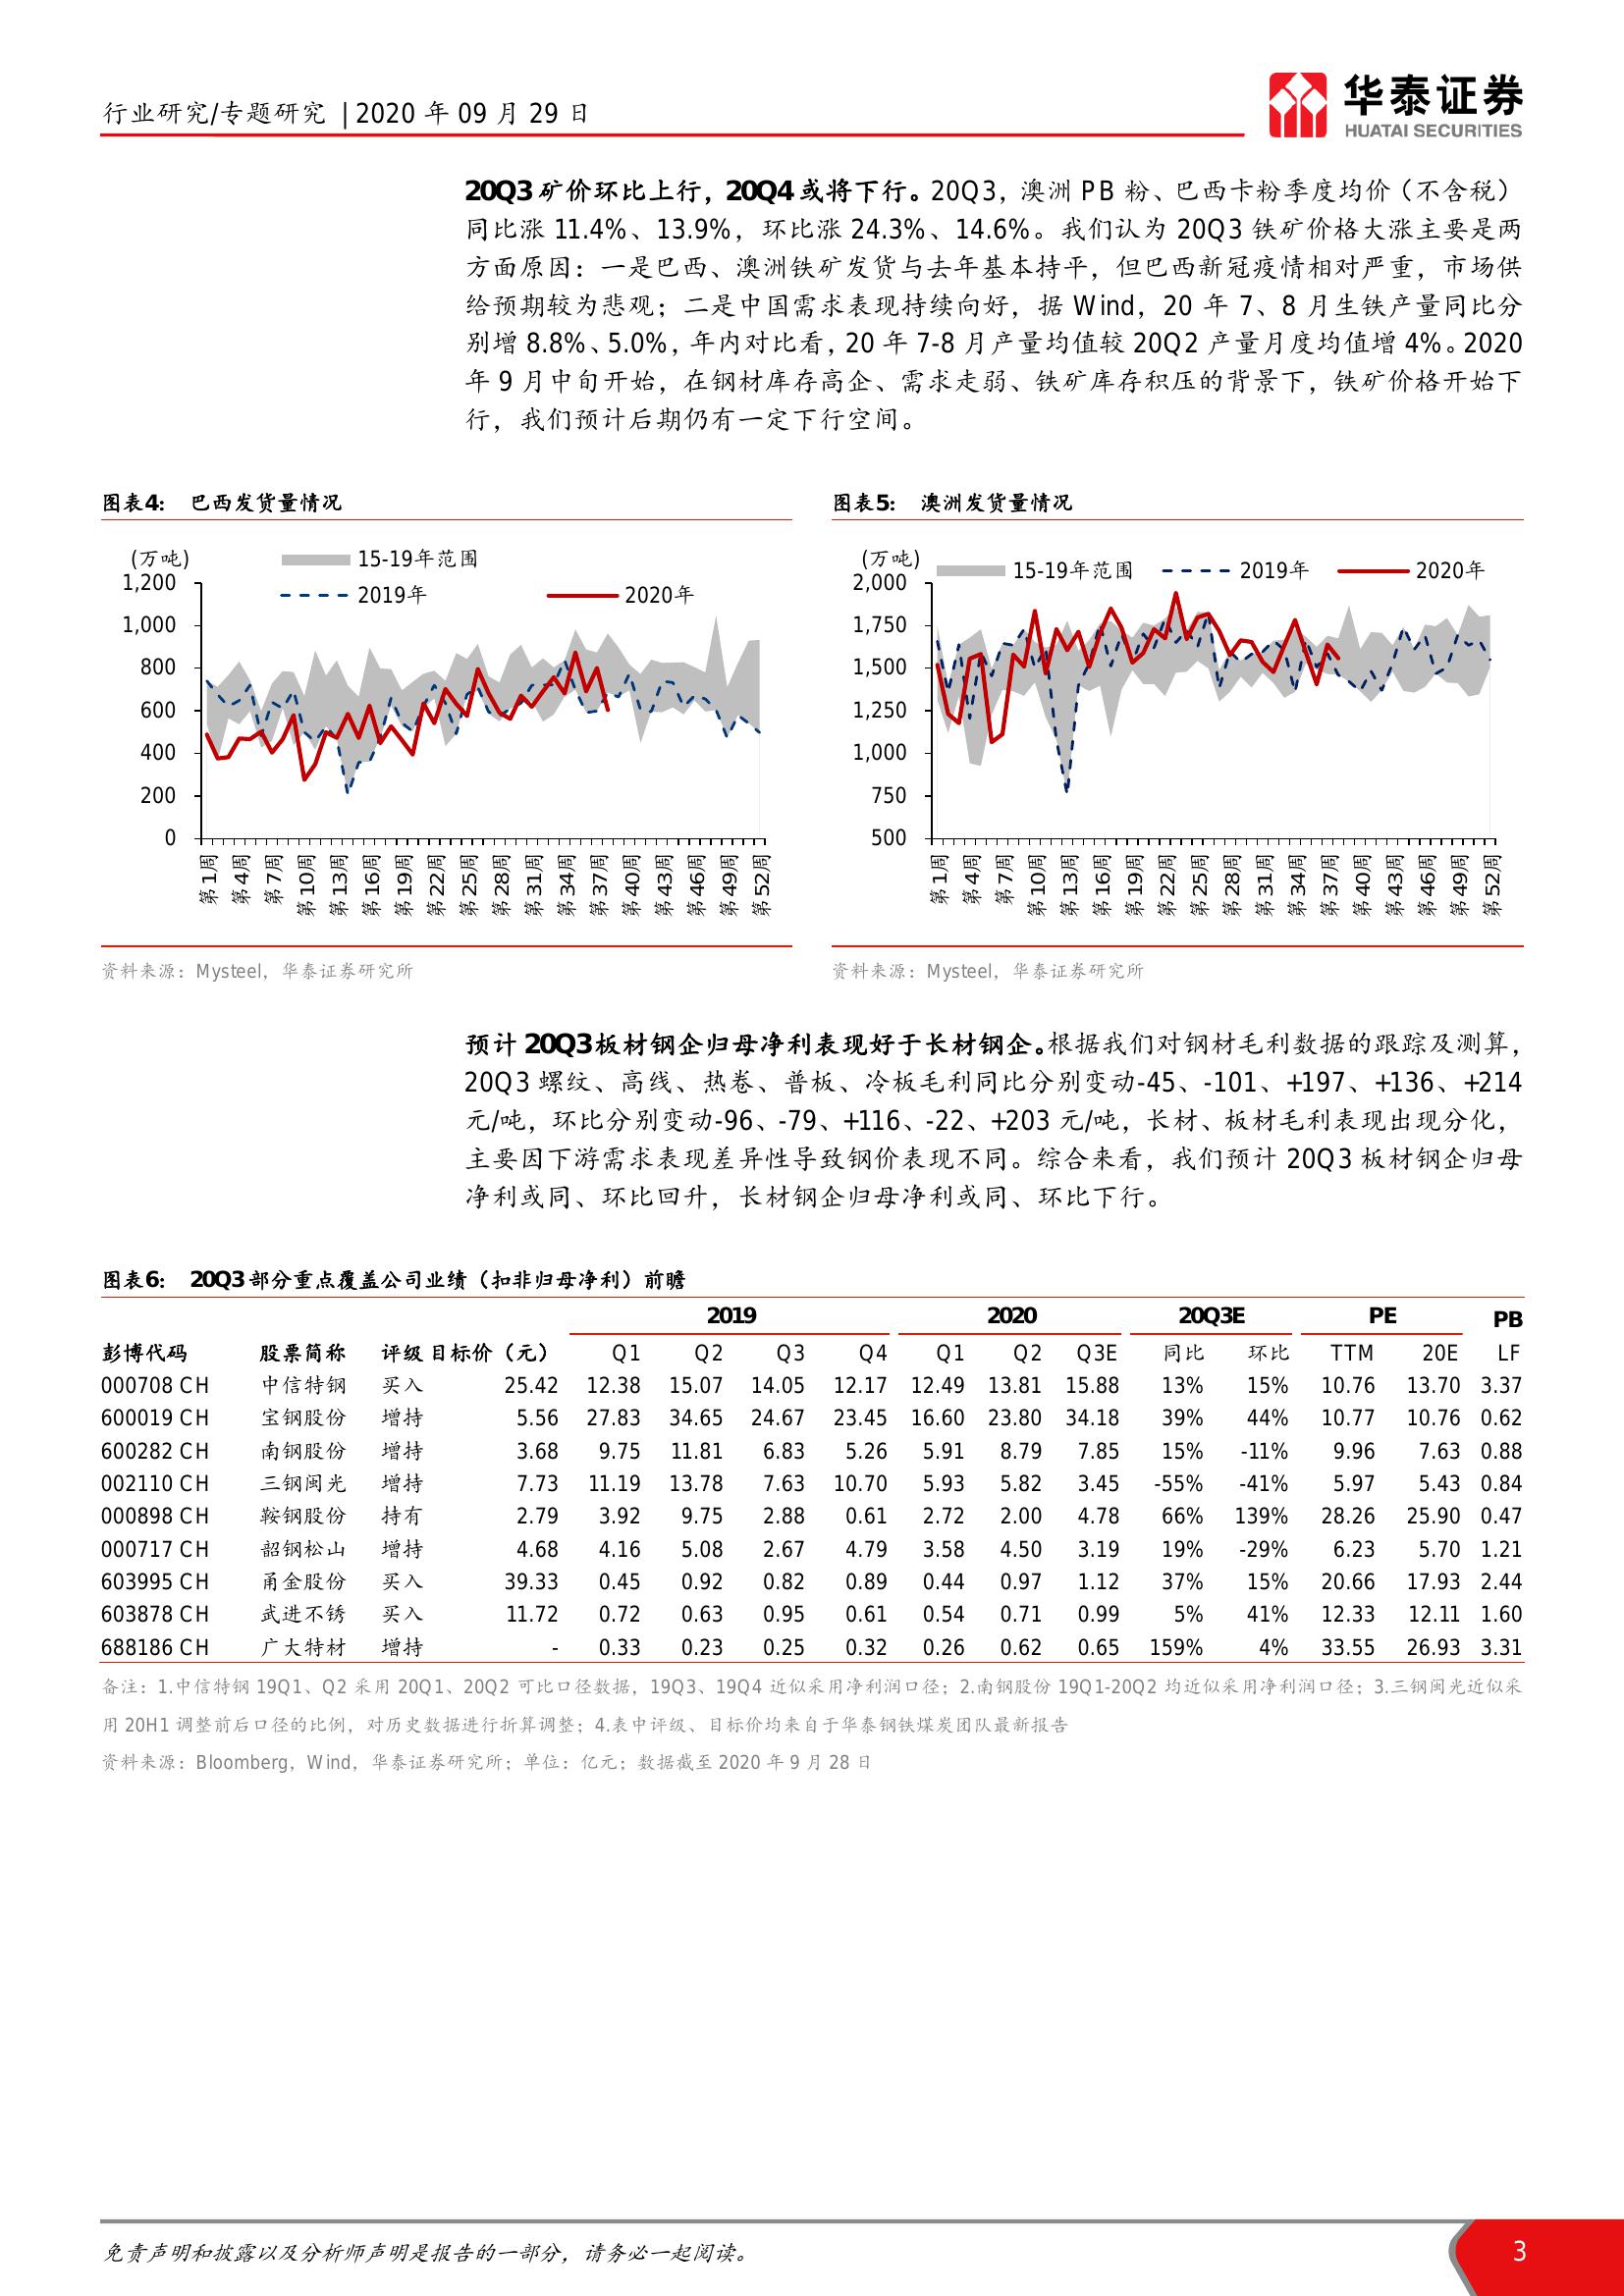 行业研究/专题研究 | 2020 年 09 月 29 日
华泰证券
HUATAI SECURITIES
20Q3 矿价环比上行，20Q4 或将下行。20Q3，澳洲 PB 粉、巴西卡粉季度均价（不含税）
同比涨 11.4%、13.9%，环比涨 24.3%、14.6%。我们认为 20Q3 铁矿价格大涨主要是两
方面原因：一是巴西、澳洲铁矿发货与去年基本持平，但巴西新冠疫情相对严重，市场供
给预期较为悲观；二是中国需求表现持续向好，据 Wind，20 年 7、8 月生铁产量同比分
别增 8.8%、5.0%，年内对比看，20 年 7-8 月产量均值较 20Q2 产量月度均值增 4%。2020
年 9 月中旬开始，在钢材库存高企、需求走弱、铁矿库存积压的背景下，铁矿价格开始下
行，我们预计后期仍有一定下行空间。
图表4： 巴西发货量情况
(万吨)
15-19年范围
2019年 2020年
1,200
1,000
800
600
400
200
0
第1周 第4周 第7周 第10周 第13周 第16周 第19周 第22周 第25周 第28周 第31周 第34周 第37周 第40周 第43周 第46周 第49周 第52周
资料来源：Mysteel，华泰证券研究所
图表5： 澳洲发货量情况
(万吨)
15-19年范围 2019年 2020年
2,000
1,750
1,500
1,250
1,000
750
500
第1周 第4周 第7周 第10周 第13周 第16周 第19周 第22周 第25周 第28周 第31周 第34周 第37周 第40周 第43周 第46周 第49周 第52周
资料来源：Mysteel，华泰证券研究所
预计 20Q3板材钢企归母净利表现好于长材钢企。根据我们对钢材毛利数据的跟踪及测算，
20Q3 螺纹、高线、热卷、普板、冷板毛利同比分别变动-45、-101、+197、+136、+214
元/吨，环比分别变动-96、-79、+116、-22、+203 元/吨，长材、板材毛利表现出现分化，
主要因下游需求表现差异性导致钢价表现不同。综合来看，我们预计 20Q3 板材钢企归母
净利或同、环比回升，长材钢企归母净利或同、环比下行。
图表6： 20Q3 部分重点覆盖公司业绩（扣非归母净利）前瞻
2019 2020 20Q3E PE PB
彭博代码 股票简称 评级 目标价（元） Q1 Q2 Q3 Q4 Q1 Q2 Q3E 同比 环比 TTM 20E LF
000708 CH 中信特钢 买入 25.42 12.38 15.07 14.05 12.17 12.49 13.81 15.88 13% 15% 10.76 13.70 3.37
600019 CH 宝钢股份 增持 5.56 27.83 34.65 24.67 23.45 16.60 23.80 34.18 39% 44% 10.77 10.76 0.62
600282 CH 南钢股份 增持 3.68 9.75 11.81 6.83 5.26 5.91 8.79 7.85 15% -11% 9.96 7.63 0.88
002110 CH 三钢闽光 增持 7.73 11.19 13.78 7.63 10.70 5.93 5.82 3.45 -55% -41% 5.97 5.43 0.84
000898 CH 鞍钢股份 持有 2.79 3.92 9.75 2.88 0.61 2.72 2.00 4.78 66% 139% 28.26 25.90 0.47
000717 CH 韶钢松山 增持 4.68 4.16 5.08 2.67 4.79 3.58 4.50 3.19 19% -29% 6.23 5.70 1.21
603995 CH 甬金股份 买入 39.33 0.45 0.92 0.82 0.89 0.44 0.97 1.12 37% 15% 20.66 17.93 2.44
603878 CH 武进不锈 买入 11.72 0.72 0.63 0.95 0.61 0.54 0.71 0.99 5% 41% 12.33 12.11 1.60
688186 CH 广大特材 增持 - 0.33 0.23 0.25 0.32 0.26 0.62 0.65 159% 4% 33.55 26.93 3.31
备注：1.中信特钢 19Q1、Q2 采用 20Q1、20Q2 可比口径数据，19Q3、19Q4 近似采用净利润口径；2.南钢股份 19Q1-20Q2 均近似采用净利润口径；3.三钢闽光近似采
用 20H1 调整前后口径的比例，对历史数据进行折算调整；4.表中评级、目标价均来自于华泰钢铁煤炭团队最新报告
资料来源：Bloomberg，Wind，华泰证券研究所；单位：亿元；数据截至 2020 年 9 月 28 日
免责声明和披露以及分析师声明是报告的一部分，请务必一起阅读。
3